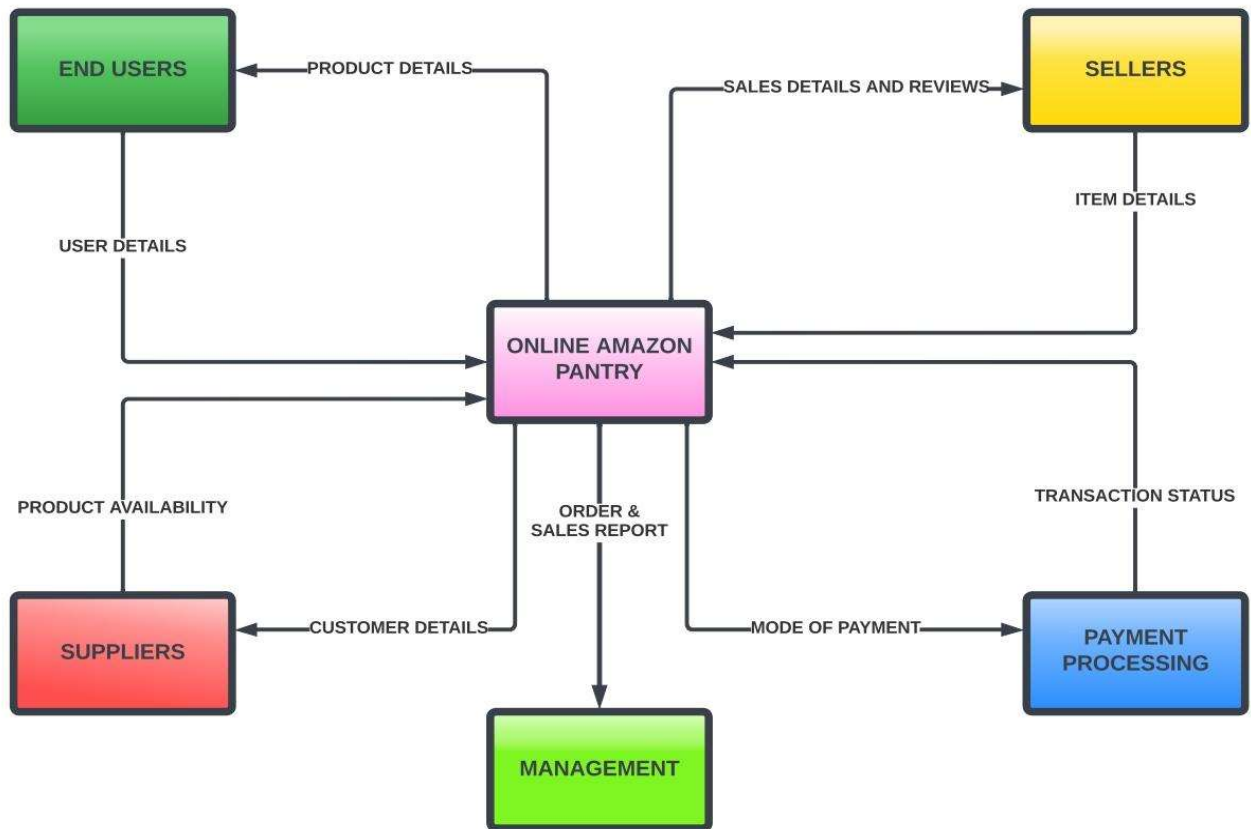 END USERS
PRODUCT DETAILS
SELLERS
SALES DETAILS AND REVIEWS
ITEM DETAILS
USER DETAILS
ONLINE AMAZON
PANTRY
PRODUCT AVAILABILITY
ORDER &
SALES REPORT
TRANSACTION STATUS
SUPPLIERS
CUSTOMER DETAILS
MODE OF PAYMENT
PAYMENT
PROCESSING
MANAGEMENT